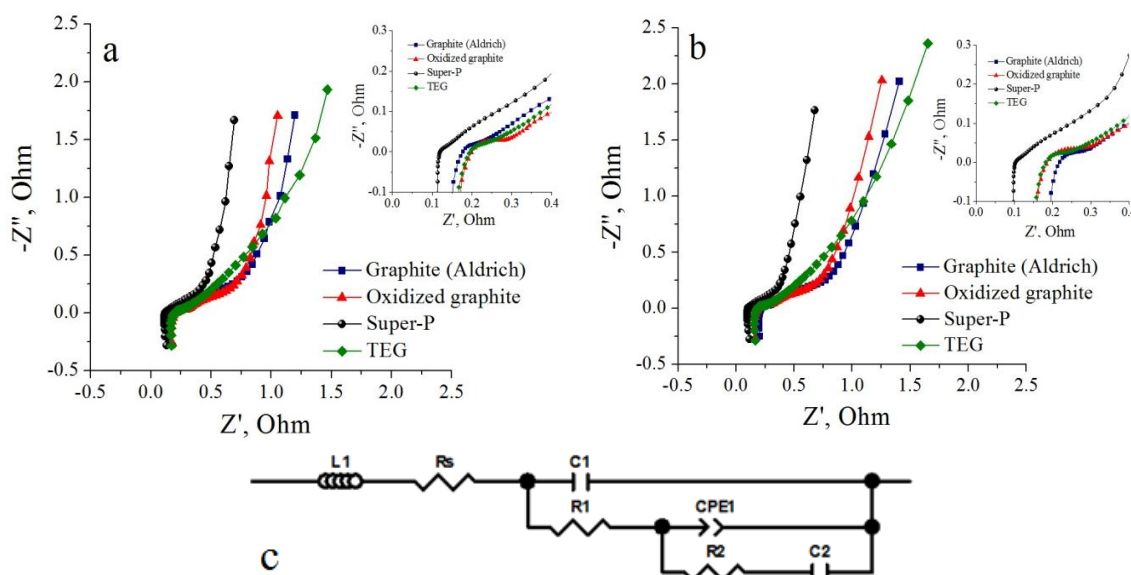 a
2.5
2.0
1.5
1.0
0.5
0.0
-0.5
-Z", Ohm
0.0 0.5 1.0 1.5 2.0 2.5
Z', Ohm
Graphite (Aldrich)
Oxidized graphite
Super-P
TEG
0.3
0.2
0.1
0.0
-0.1
-Z", Ohm
0.0 0.1 0.2 0.3 0.4
Z', Ohm
Graphite (Aldrich)
Oxidized graphite
Super-P
TEG
b
2.5
2.0
1.5
1.0
0.5
0.0
-0.5
-Z", Ohm
0.0 0.5 1.0 1.5 2.0 2.5
Z', Ohm
Graphite (Aldrich)
Oxidized graphite
Super-P
TEG
0.3
0.2
0.1
0.0
-0.1
-Z", Ohm
0.0 0.1 0.2 0.3 0.4
Z', Ohm
Graphite (Aldrich)
Oxidized graphite
Super-P
TEG
L1 Rs C1
R1 CPE1
R2 C2
c